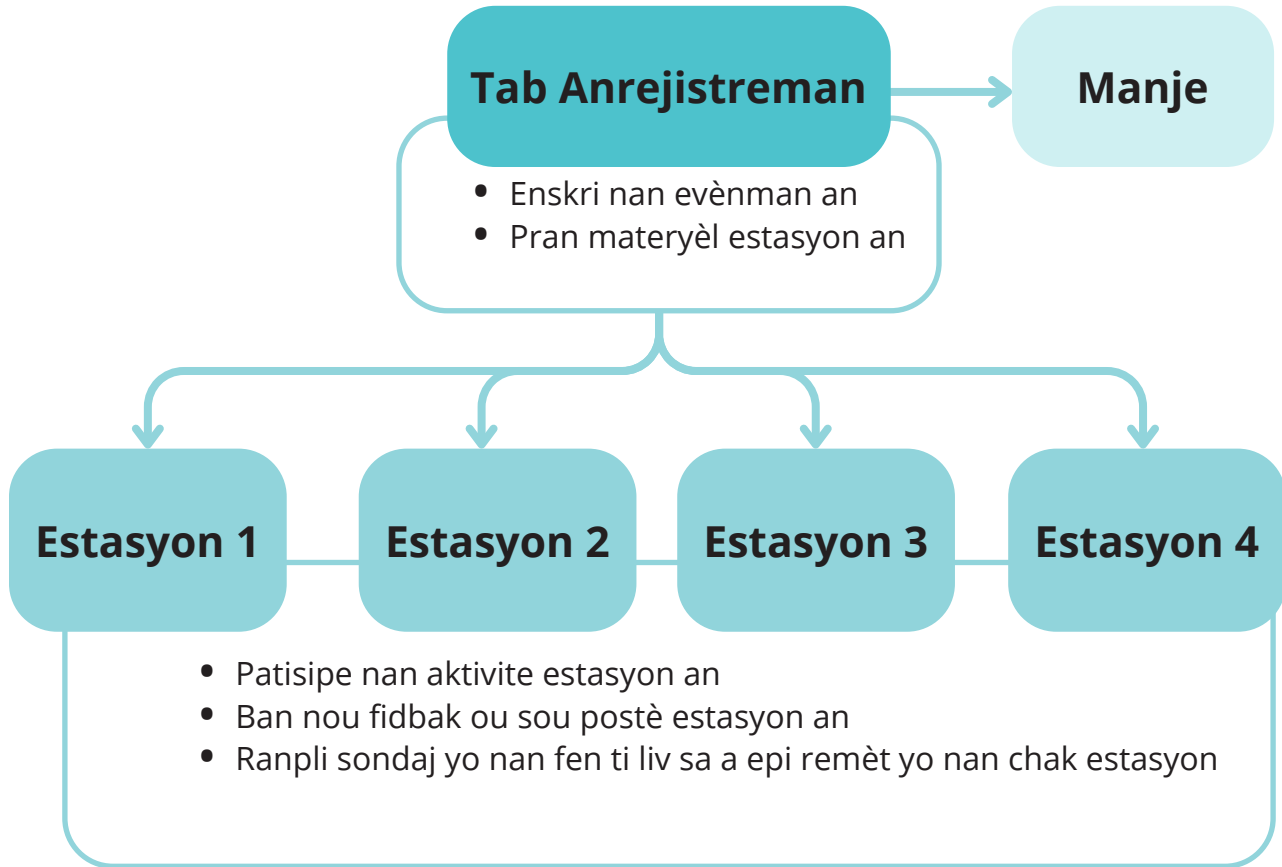 Tab Anrejistreman
Manje
• Enskri nan evènman an
• Pran materyèl estasyon an
Estasyon 1
Estasyon 2
Estasyon 3
Estasyon 4
• Patisipe nan aktivite estasyon an
• Ban nou fidbak ou sou postè estasyon an
• Ranpli sondaj yo nan fen ti liv sa a epi remèt yo nan chak estasyon